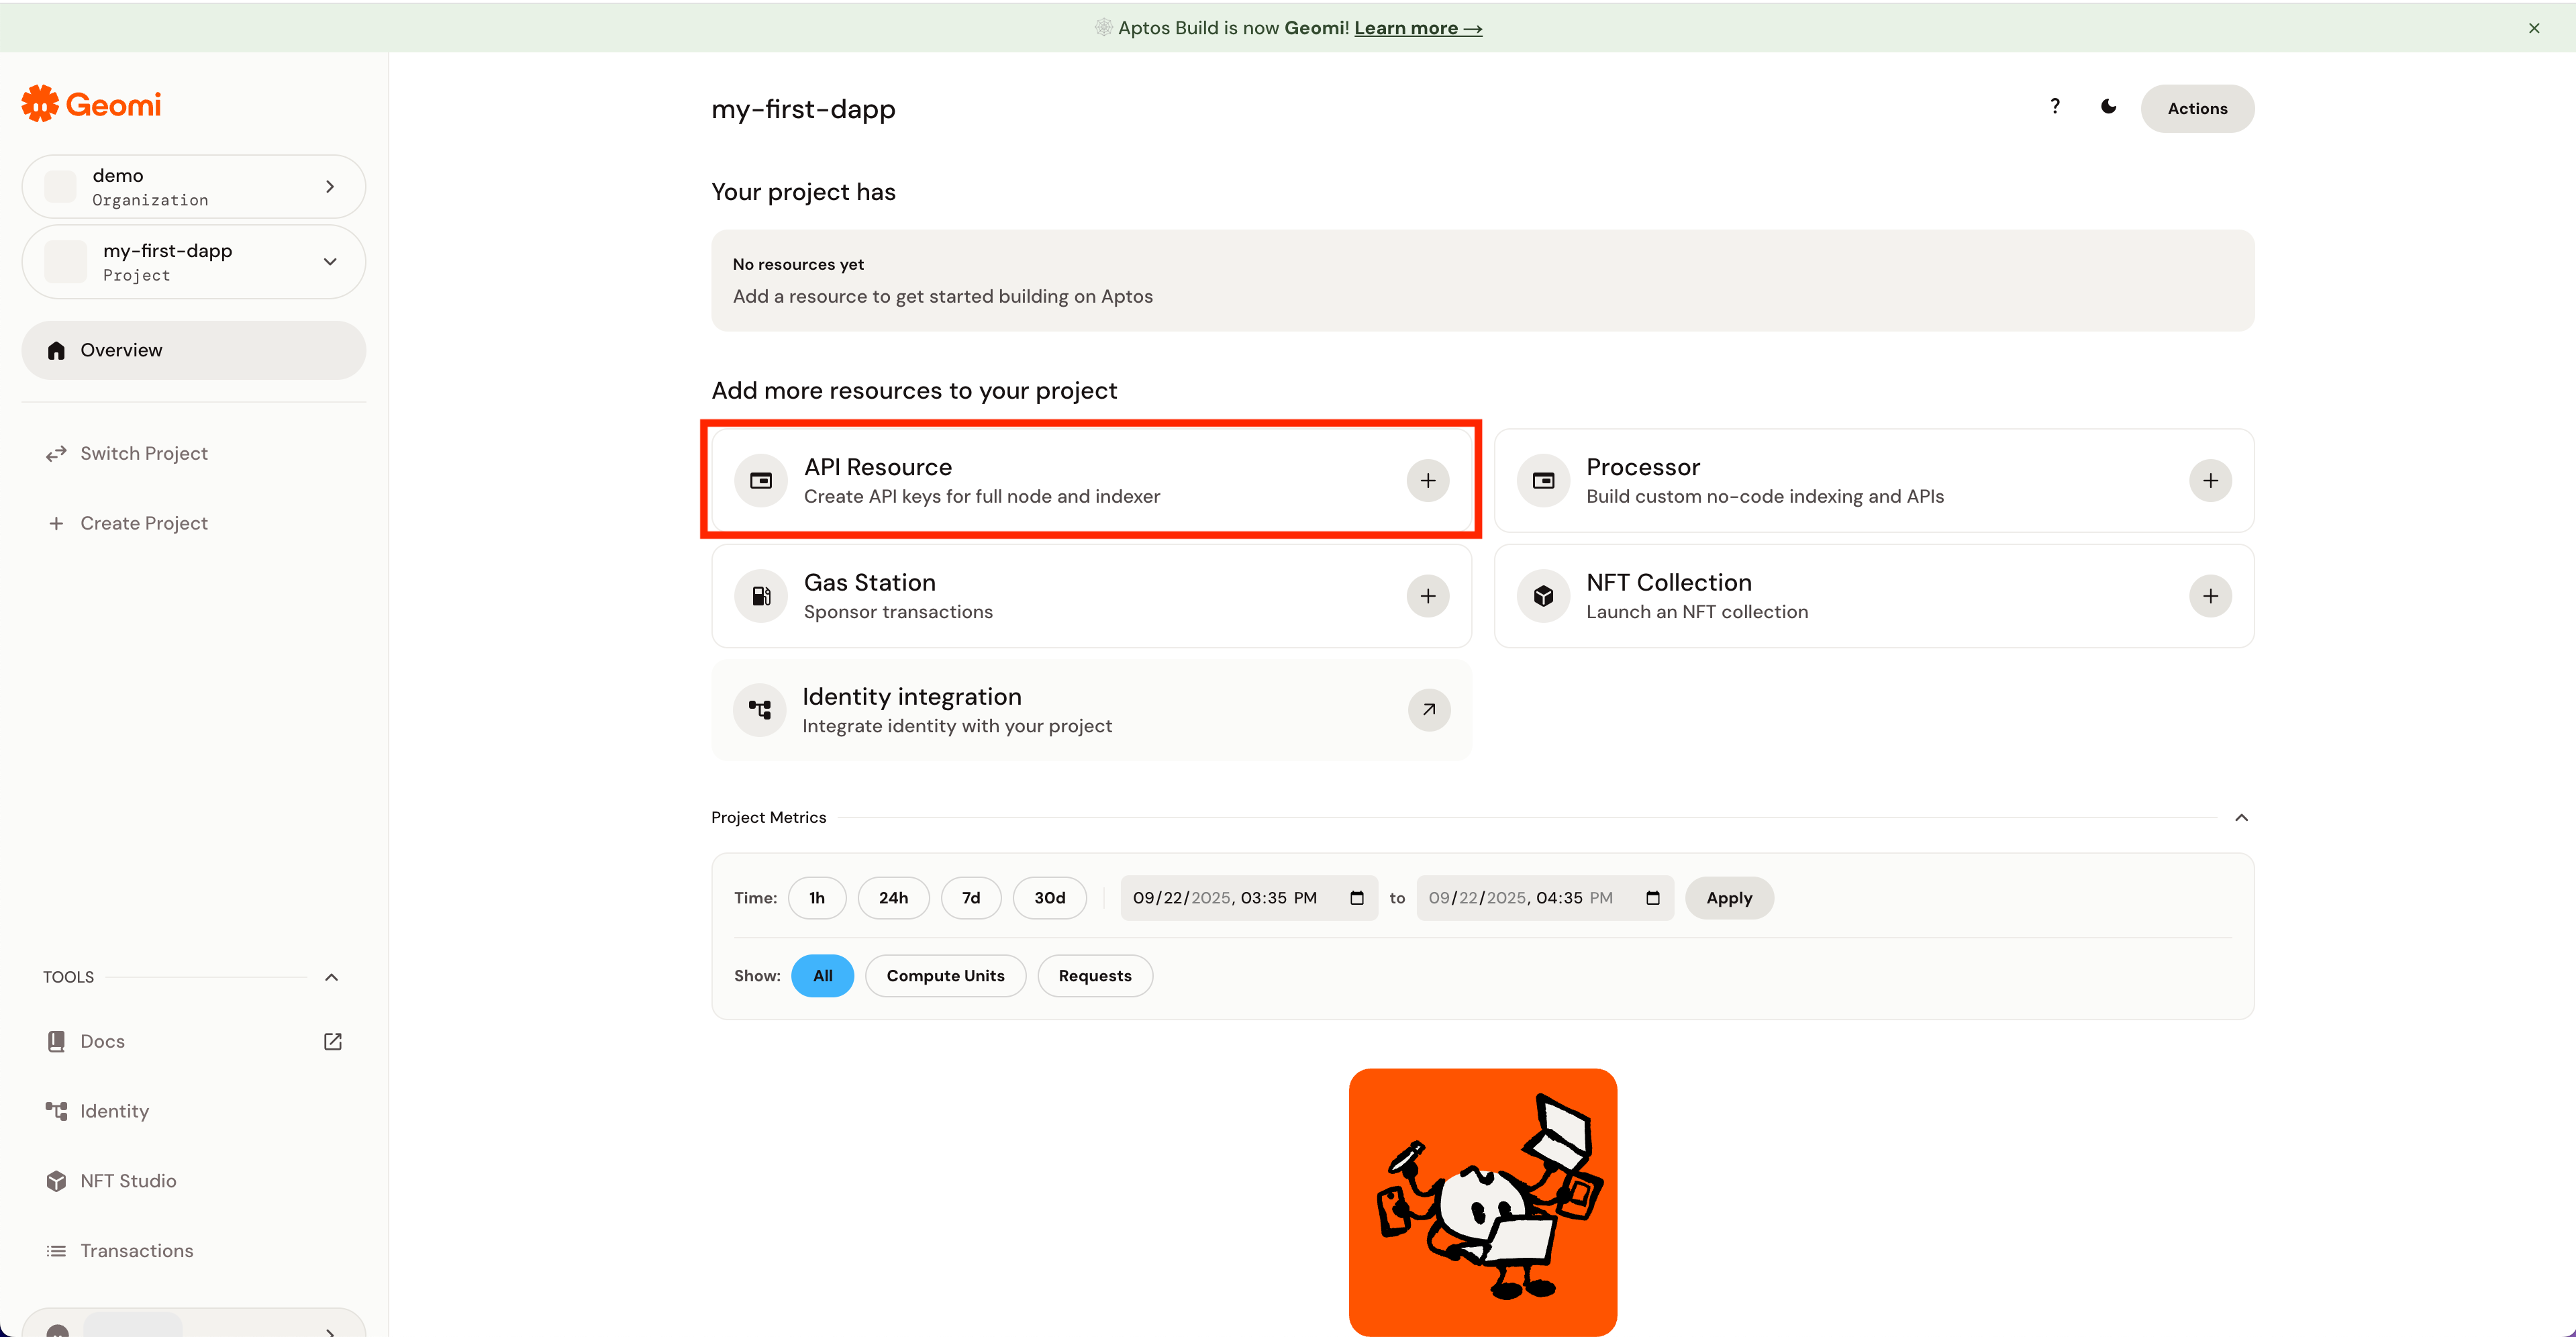 Aptos Build is now Geomi! Learn more →
Geomi
demo
Organization
my-first-dapp
Project
Overview
Switch Project
+ Create Project
TOOLS
Docs
Identity
NFT Studio
Transactions
my-first-dapp
?
Actions
Your project has
No resources yet
Add a resource to get started building on Aptos
Add more resources to your project
API Resource
Create API keys for full node and indexer
Processor
Build custom no-code indexing and APIs
Gas Station
Sponsor transactions
NFT Collection
Launch an NFT collection
Identity integration
Integrate identity with your project
Project Metrics
Time: 1h 24h 7d 30d 09/22/2025, 03:35 PM to 09/22/2025, 04:35 PM Apply
Show: All Compute Units Requests